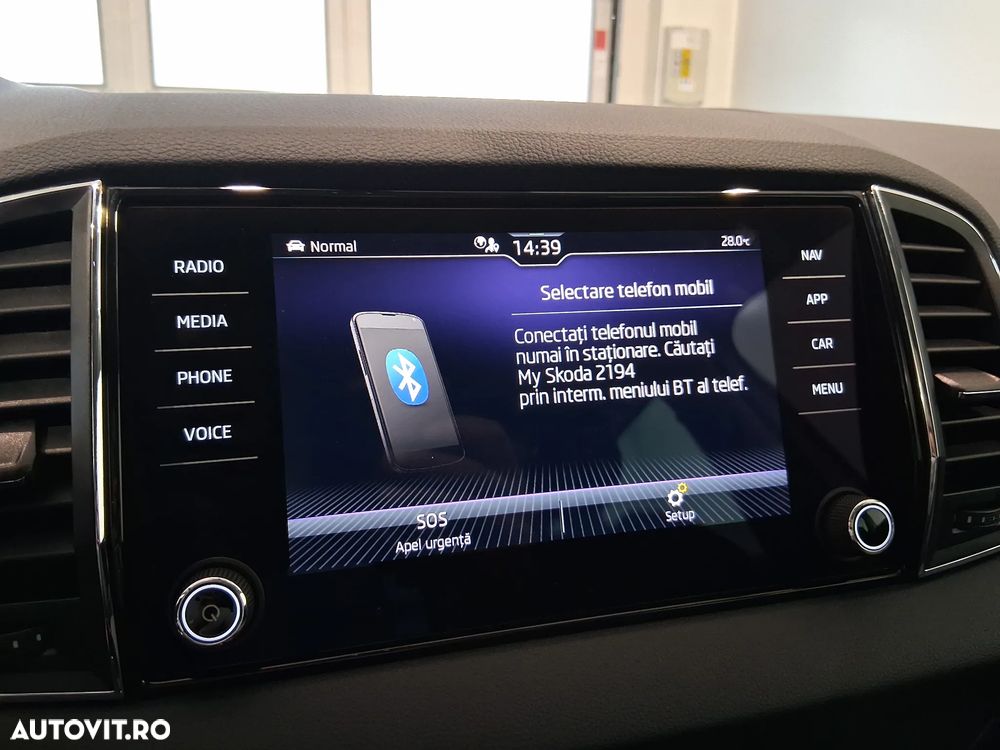 Normal
14:39
28.0°C
RADIO
MEDIA
PHONE
VOICE
Selectare telefon mobil
Conectați telefonul mobil
numai în staționare. Căutați
My Skoda 2194
prin interm. meniului BT al telef.
SOS
Apel urgență
Setup
NAV
APP
CAR
MENU
AUTOVIT.RO